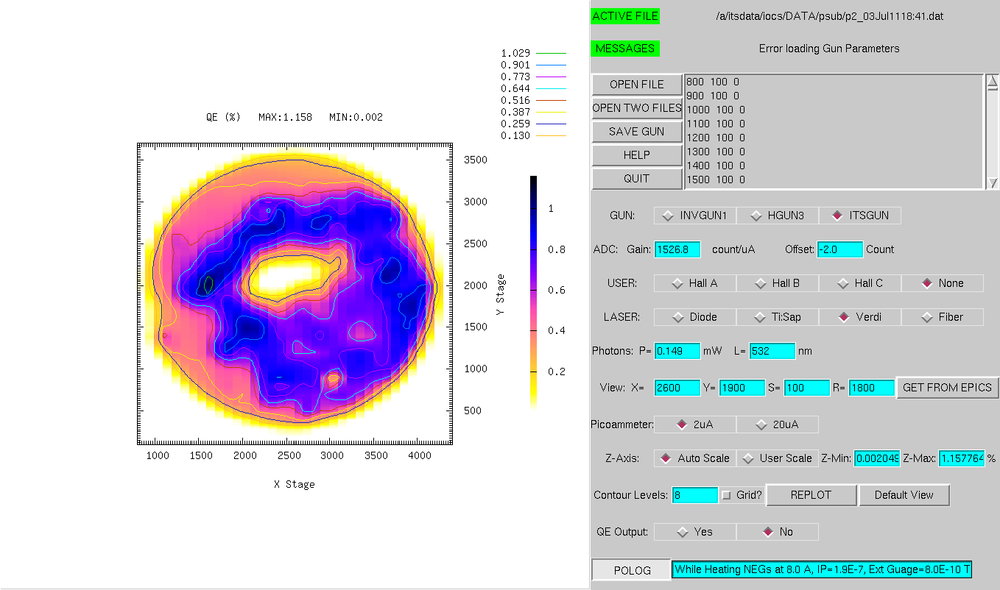 1.029
0.901
0.773
0.644
0.516
0.387
0.259
0.130
QE (%) MAX:1.158 MIN:0.002
3500
3000
2500
2000
1500
1000
500
Y Stage
1
0.8
0.6
0.4
0.2
1000 1500 2000 2500 3000 3500 4000
X Stage
ACTIVE FILE /a/itsdata/iocs/DATA/psub/p2_03Jul1118:41.dat
MESSAGES Error loading Gun Parameters
OPEN FILE
OPEN TWO FILES
SAVE GUN
HELP
QUIT
800 100 0
900 100 0
1000 100 0
1100 100 0
1200 100 0
1300 100 0
1400 100 0
1500 100 0
GUN: INVGUN1 HGUN3 ITSGUN
ADC: Gain: 1526.8 count/uA Offset: -2.0 Count
USER: Hall A Hall B Hall C None
LASER: Diode Ti:Sap Verdi Fiber
Photons: P= 0.149 mW L= 532 nm
View: X= 2600 Y= 1900 S= 100 R= 1800 GET FROM EPICS
Picoammeter: 2uA 20uA
Z-Axis: Auto Scale User Scale Z-Min: 0.002049 Z-Max: 1.157764 %
Contour Levels: 8 Grid? REPLOT Default View
QE Output: Yes No
POLOG While Heating NEGs at 8.0 A, IP=1.9E-7, Ext Guage=8.0E-10 T